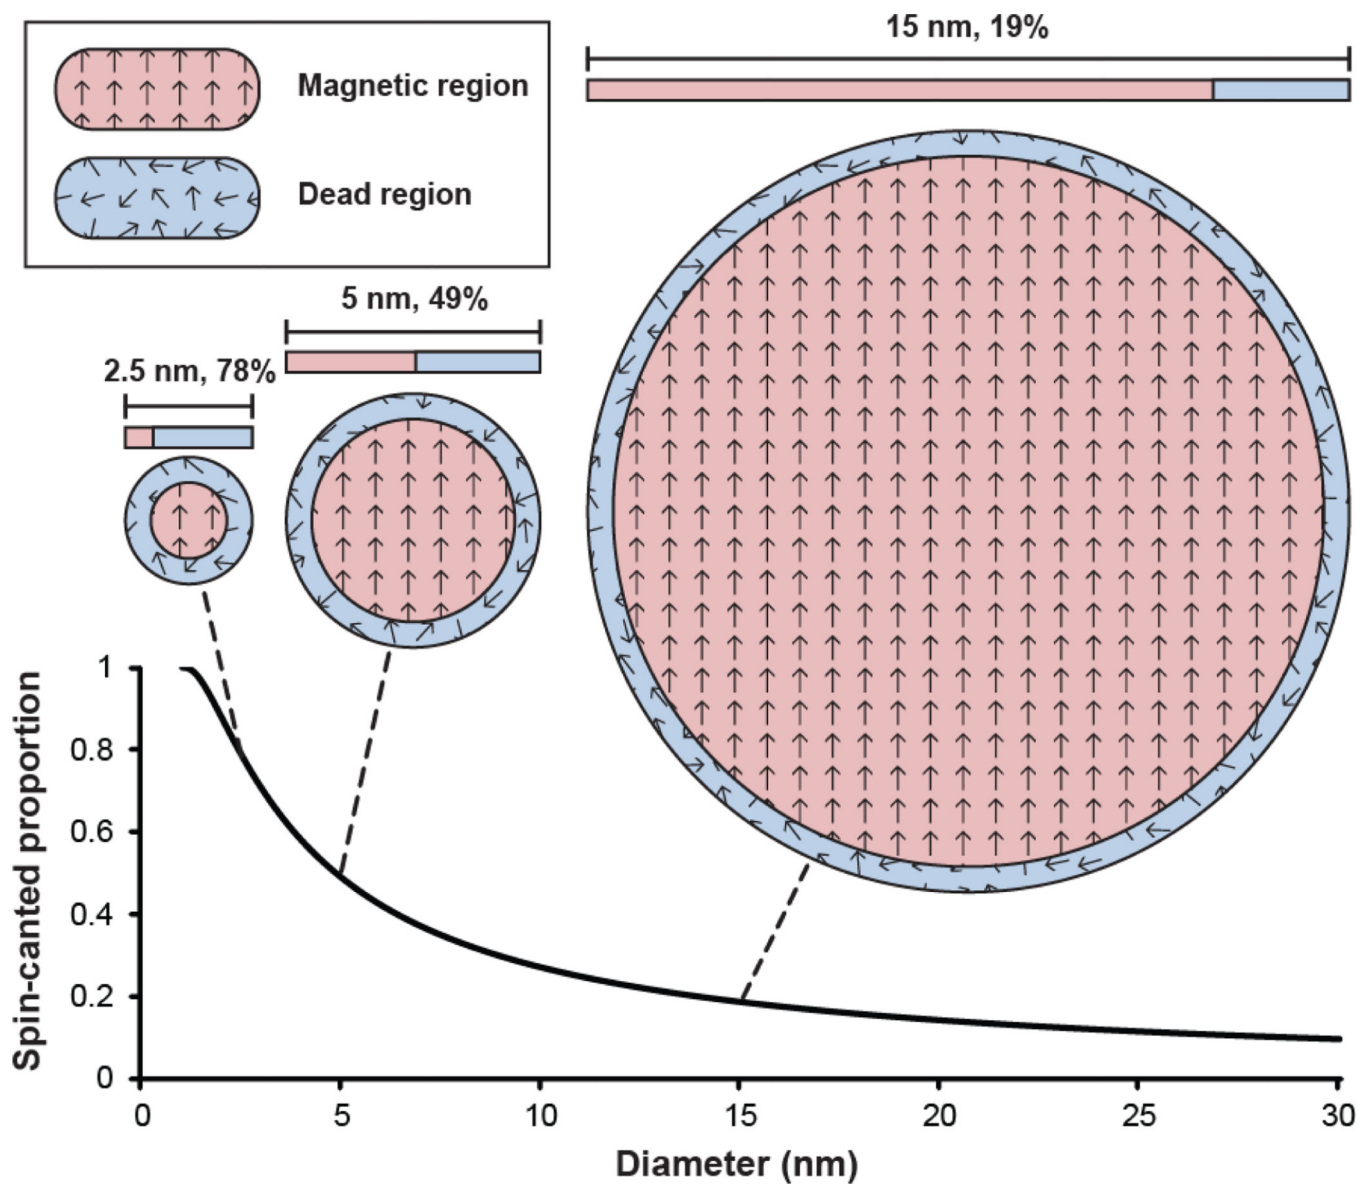 15 nm, 19%
Magnetic region
Dead region
5 nm, 49%
2.5 nm, 78%
1
0.8
0.6
0.4
0.2
0
Spin-canted proportion
0 5 10 15 20 25 30
Diameter (nm)